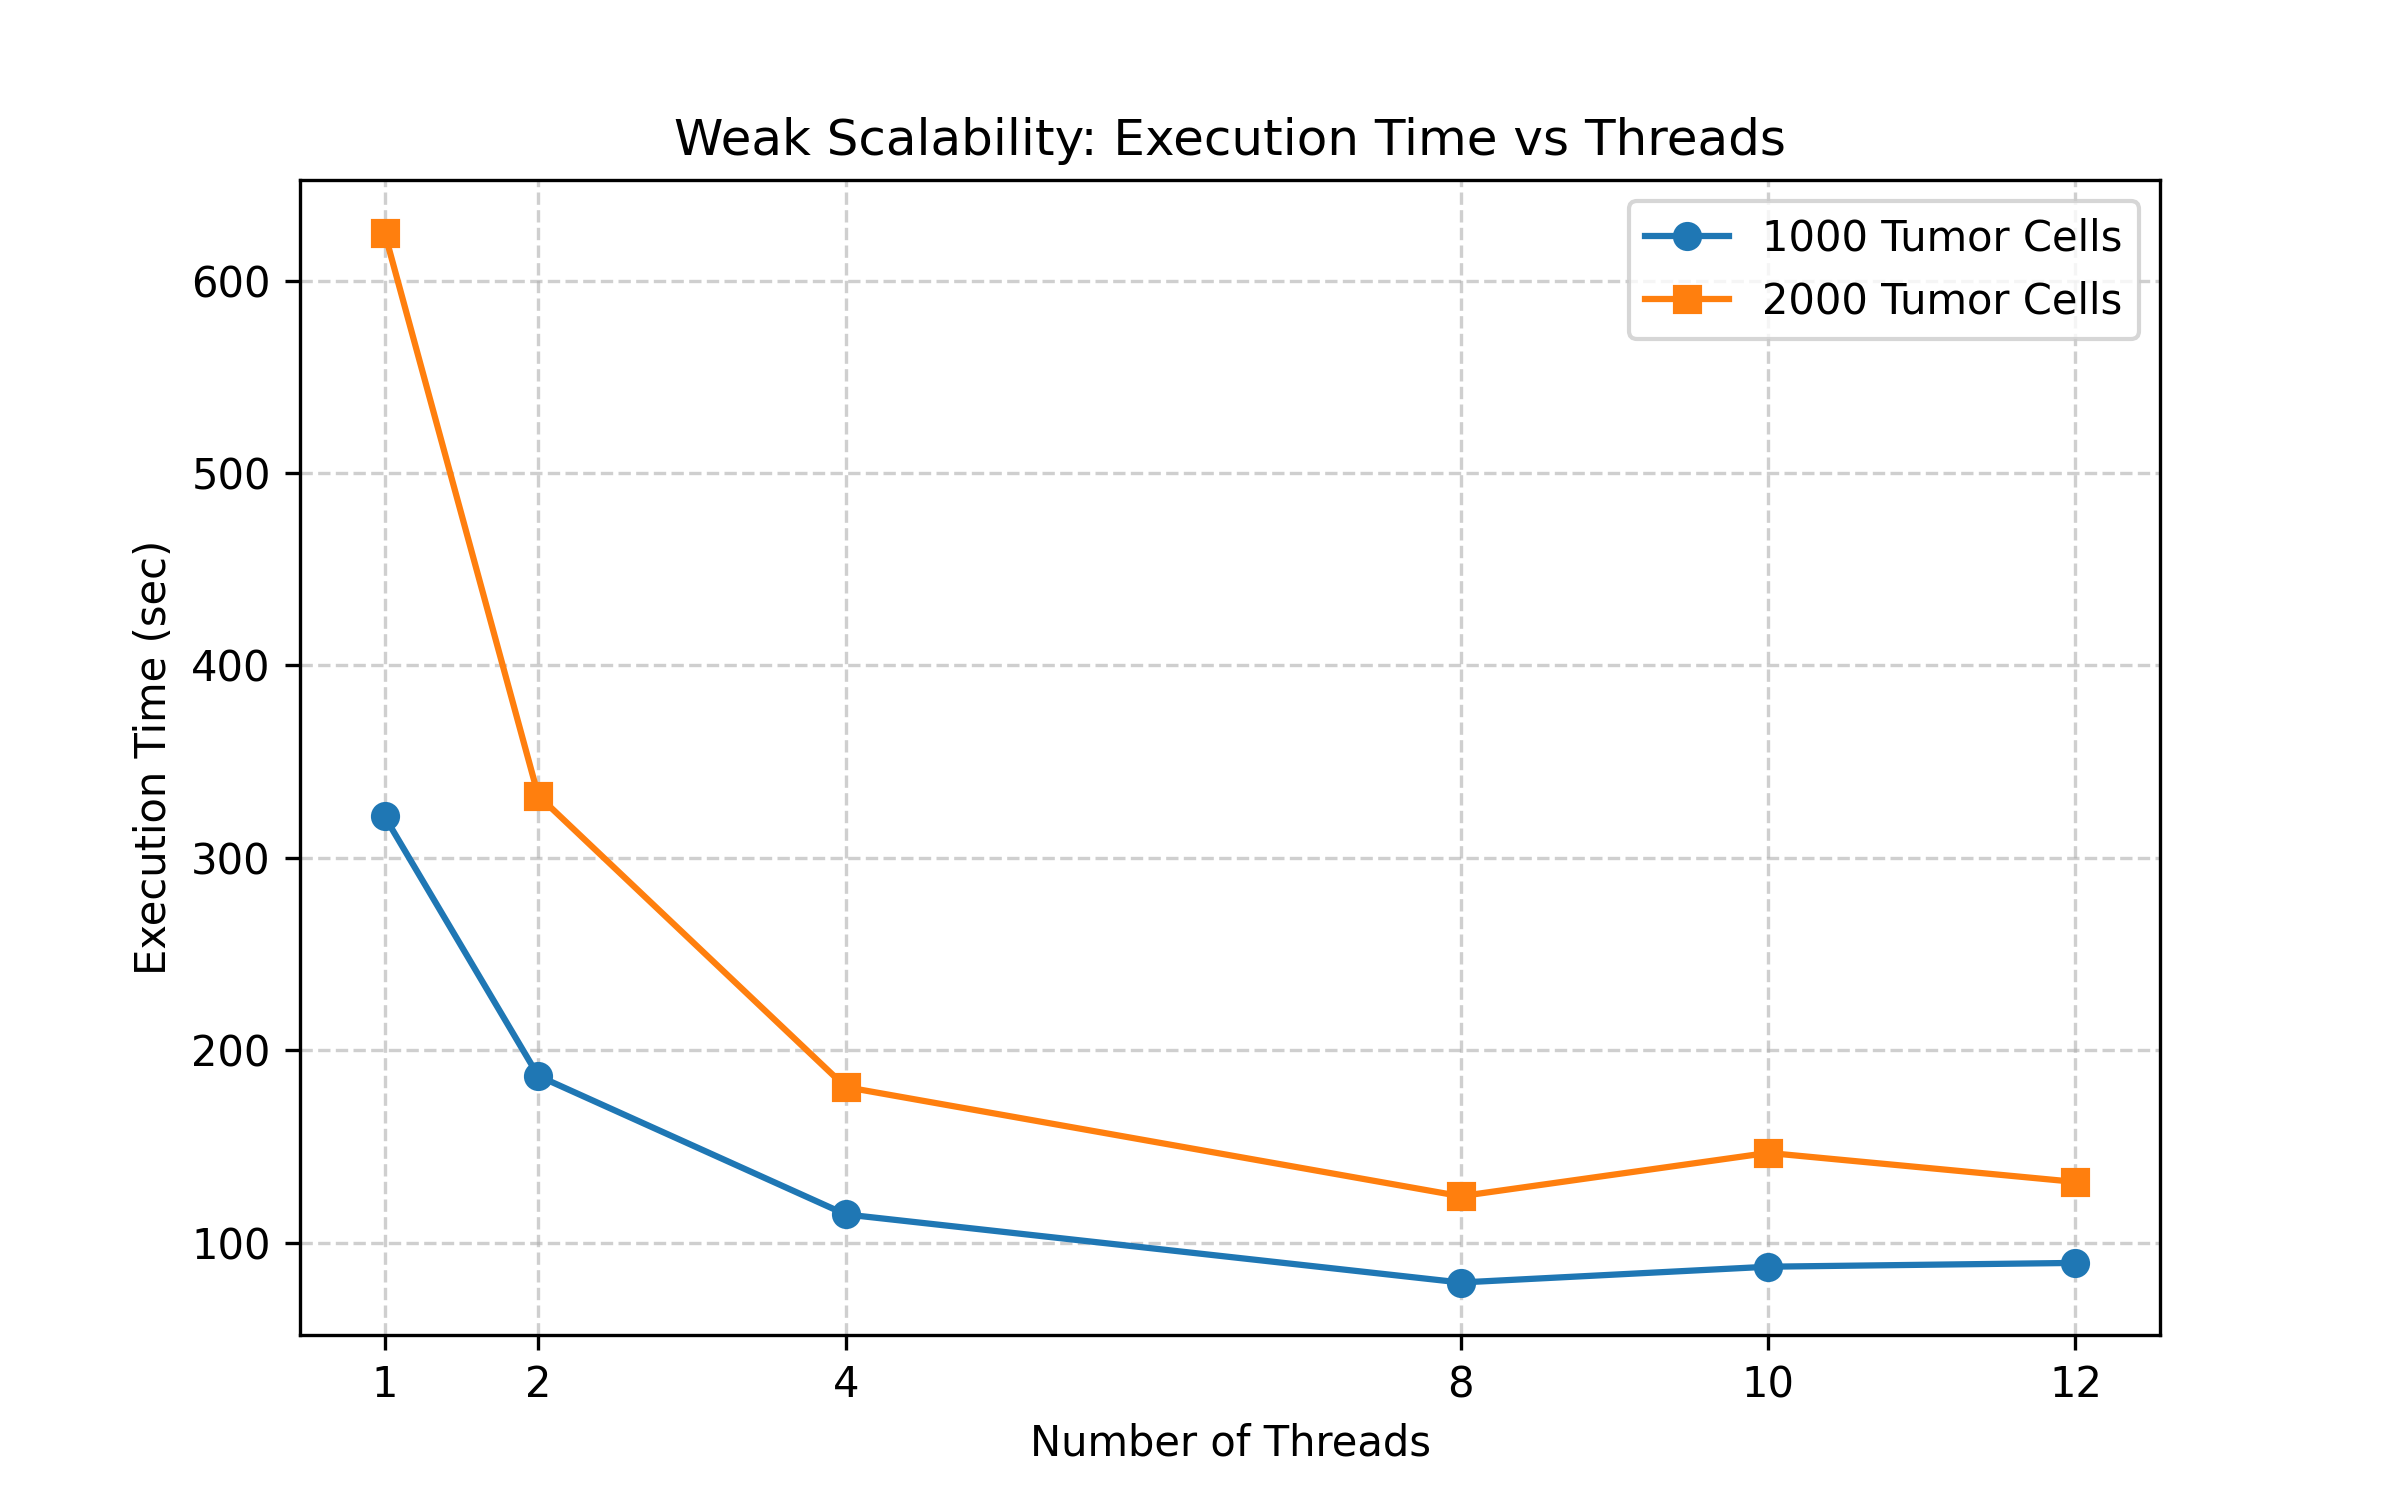 Weak Scalability: Execution Time vs Threads
1000 Tumor Cells
2000 Tumor Cells
Execution Time (sec)
600
500
400
300
200
100
1 2 4 8 10 12
Number of Threads